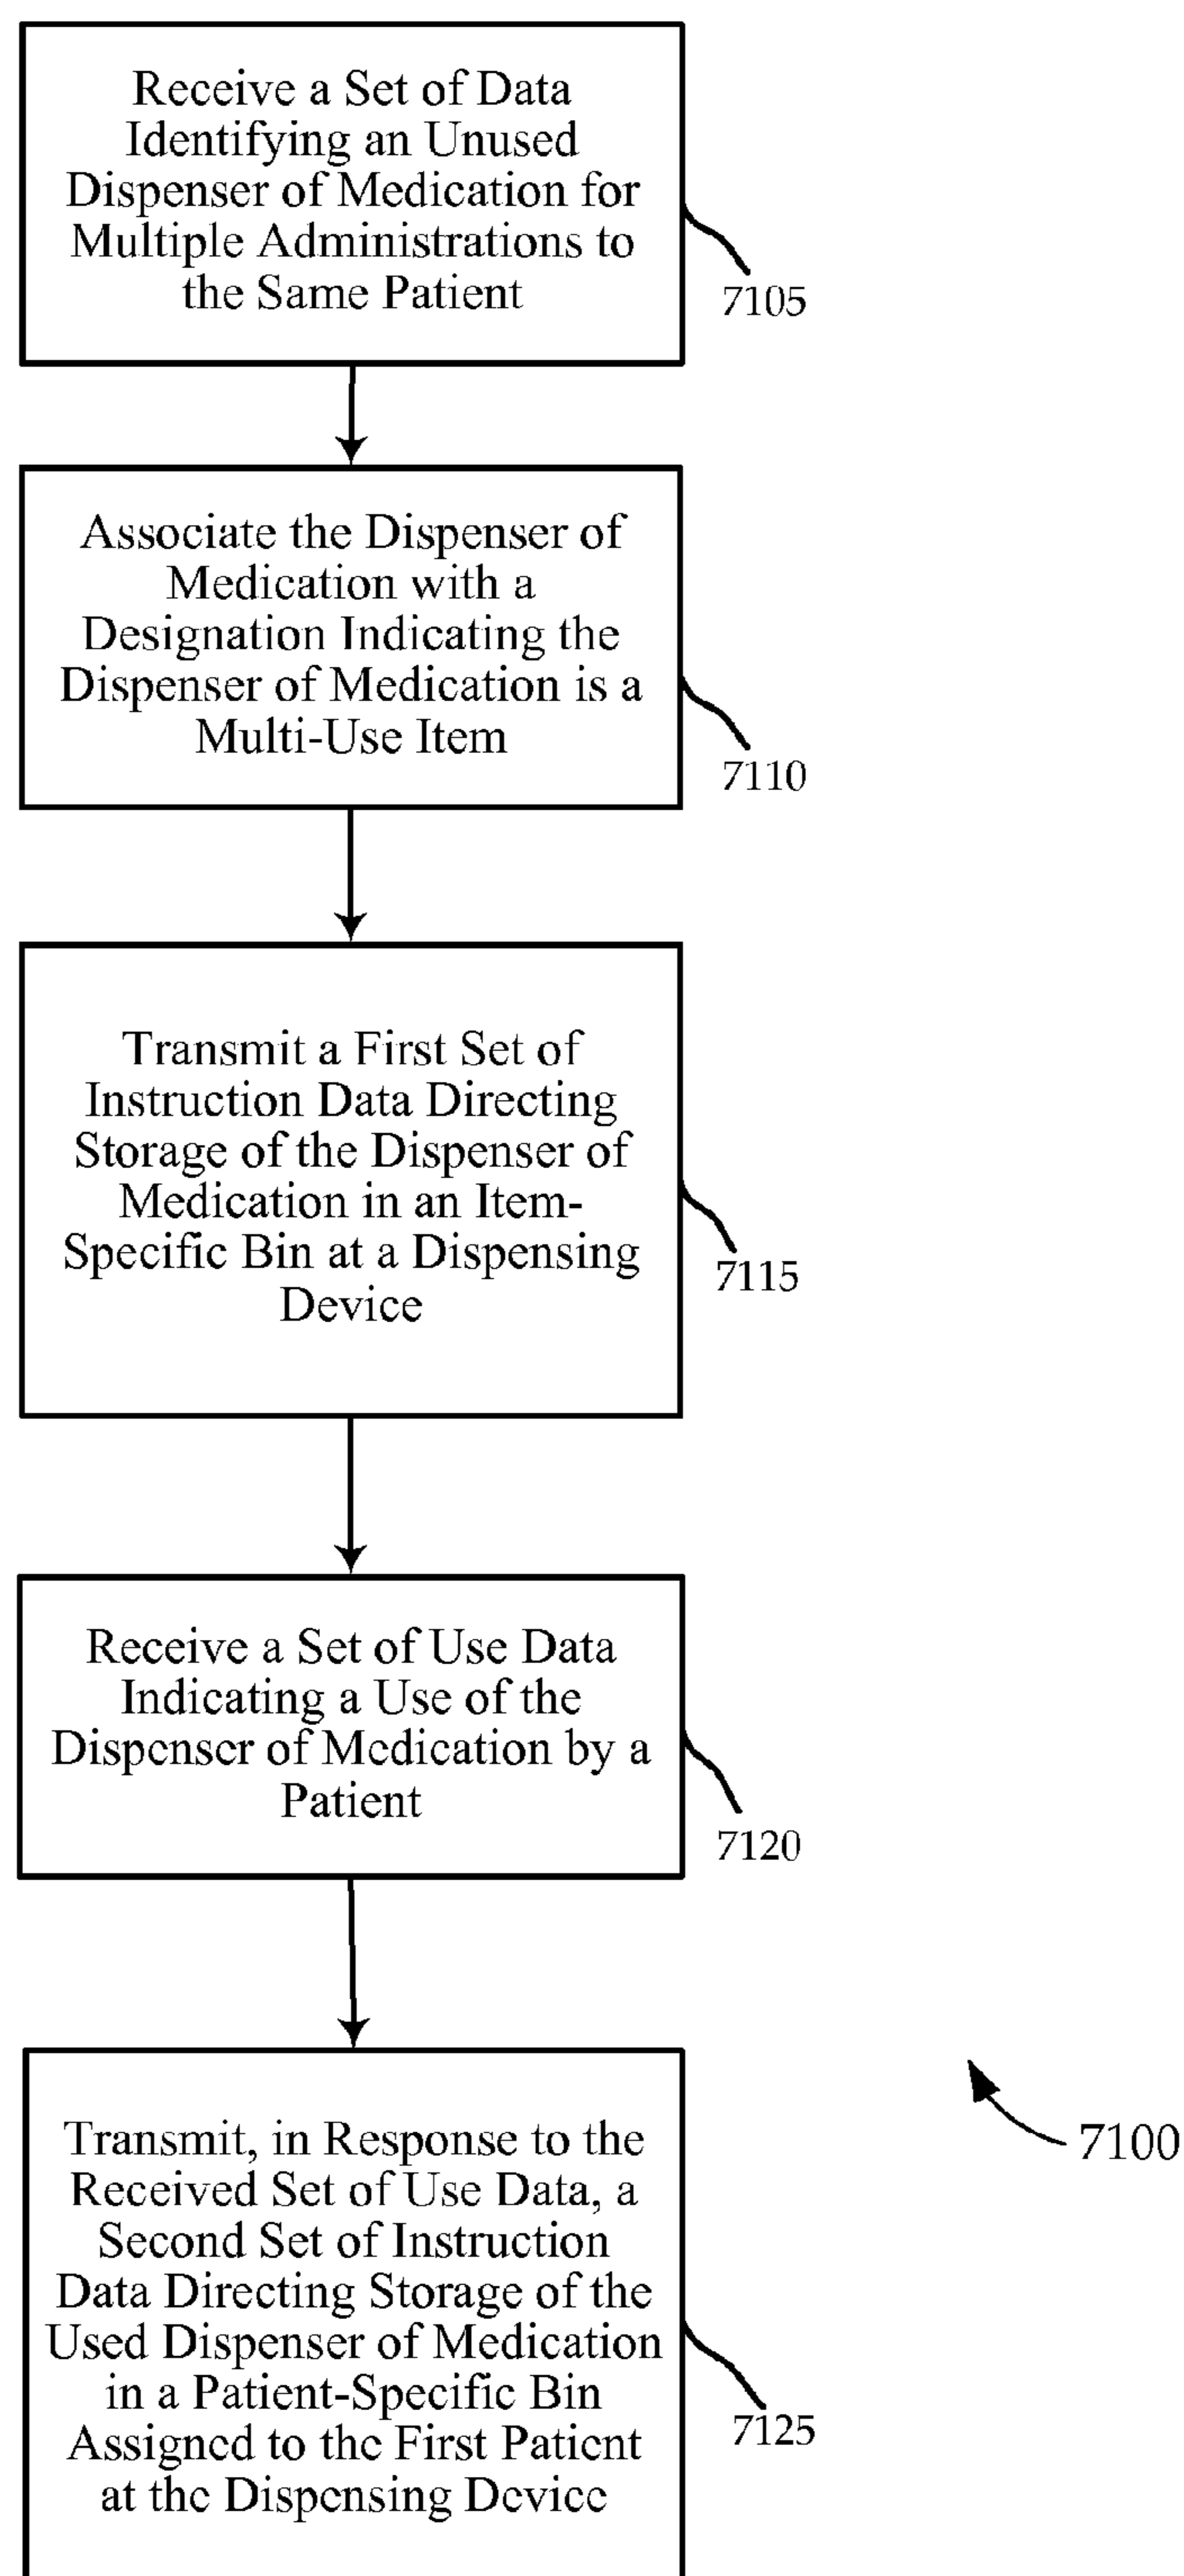 Receive a Set of Data
Identifying an Unused
Dispenser of Medication for
Multiple Administrations to
the Same Patient
7105
Associate the Dispenser of
Medication with a
Designation Indicating the
Dispenser of Medication is a
Multi-Use Item
7110
Transmit a First Set of
Instruction Data Directing
Storage of the Dispenser of
Medication in an Item-
Specific Bin at a Dispensing
Device
7115
Receive a Set of Use Data
Indicating a Use of the
Dispenser of Medication by a
Patient
7120
Transmit, in Response to the
Received Set of Use Data, a
Second Set of Instruction
Data Directing Storage of the
Used Dispenser of Medication
in a Patient-Specific Bin
Assigned to the First Patient
at the Dispensing Device
7125
7100